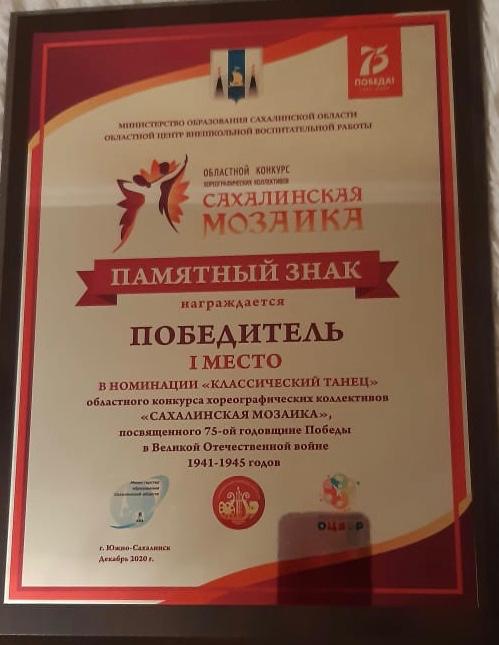 75
ПОБЕДА!
МИНИСТЕРСТВО ОБРАЗОВАНИЯ САХАЛИНСКОЙ ОБЛАСТИ
ОБЛАСТНОЙ ЦЕНТР ВНЕШКОЛЬНОЙ ВОСПИТАТЕЛЬНОЙ РАБОТЫ
ОБЛАСТНОЙ КОНКУРС
ХОРЕОГРАФИЧЕСКИХ КОЛЛЕКТИВОВ
САХАЛИНСКАЯ
МОЗАИКА
ПАМЯТНЫЙ ЗНАК
награждается
ПОБЕДИТЕЛЬ
I МЕСТО
В НОМИНАЦИИ «КЛАССИЧЕСКИЙ ТАНЕЦ»
областного конкурса хореографических коллективов
«САХАЛИНСКАЯ МОЗАИКА»,
посвященного 75-ой годовщине Победы
в Великой Отечественной войне
1941-1945 годов
Министерство
образования
Сахалинской области
г. Южно-Сахалинск
Декабрь 2020 г.